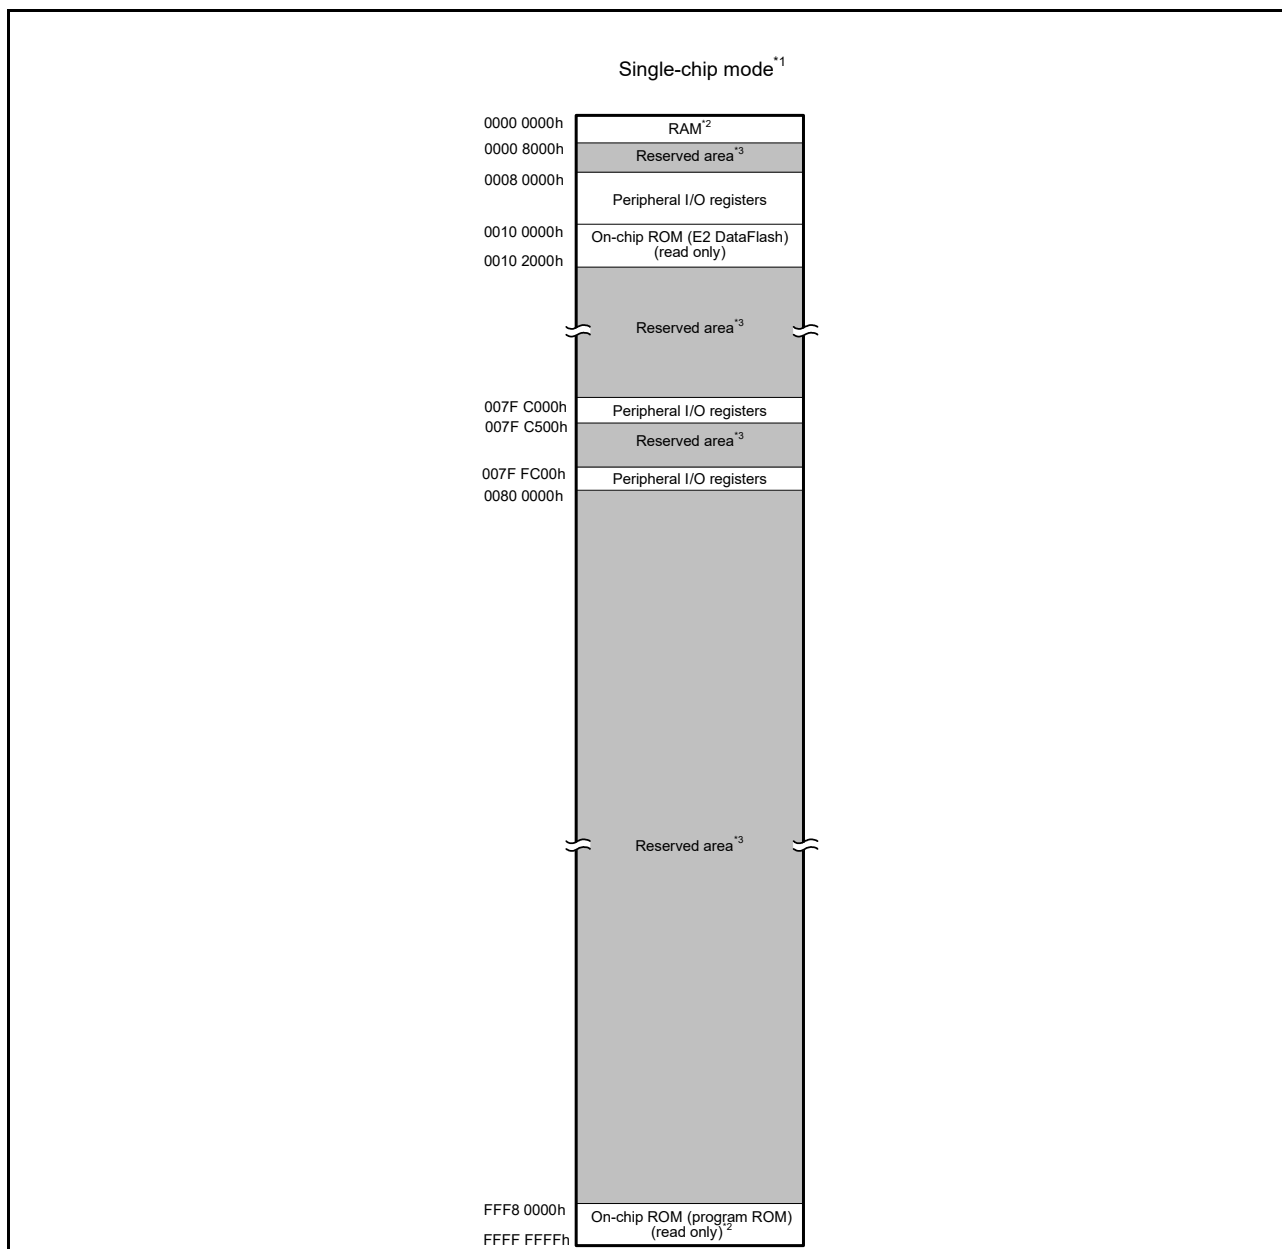 Single-chip mode*1
0000 0000h
RAM*2
0000 8000h
Reserved area*3
0008 0000h
Peripheral I/O registers
0010 0000h
On-chip ROM (E2 DataFlash)
(read only)
0010 2000h
Reserved area*3
007F C000h
Peripheral I/O registers
007F C500h
Reserved area*3
007F FC00h
Peripheral I/O registers
0080 0000h
Reserved area*3
FFF8 0000h
On-chip ROM (program ROM)
(read only)*2
FFFF FFFFh